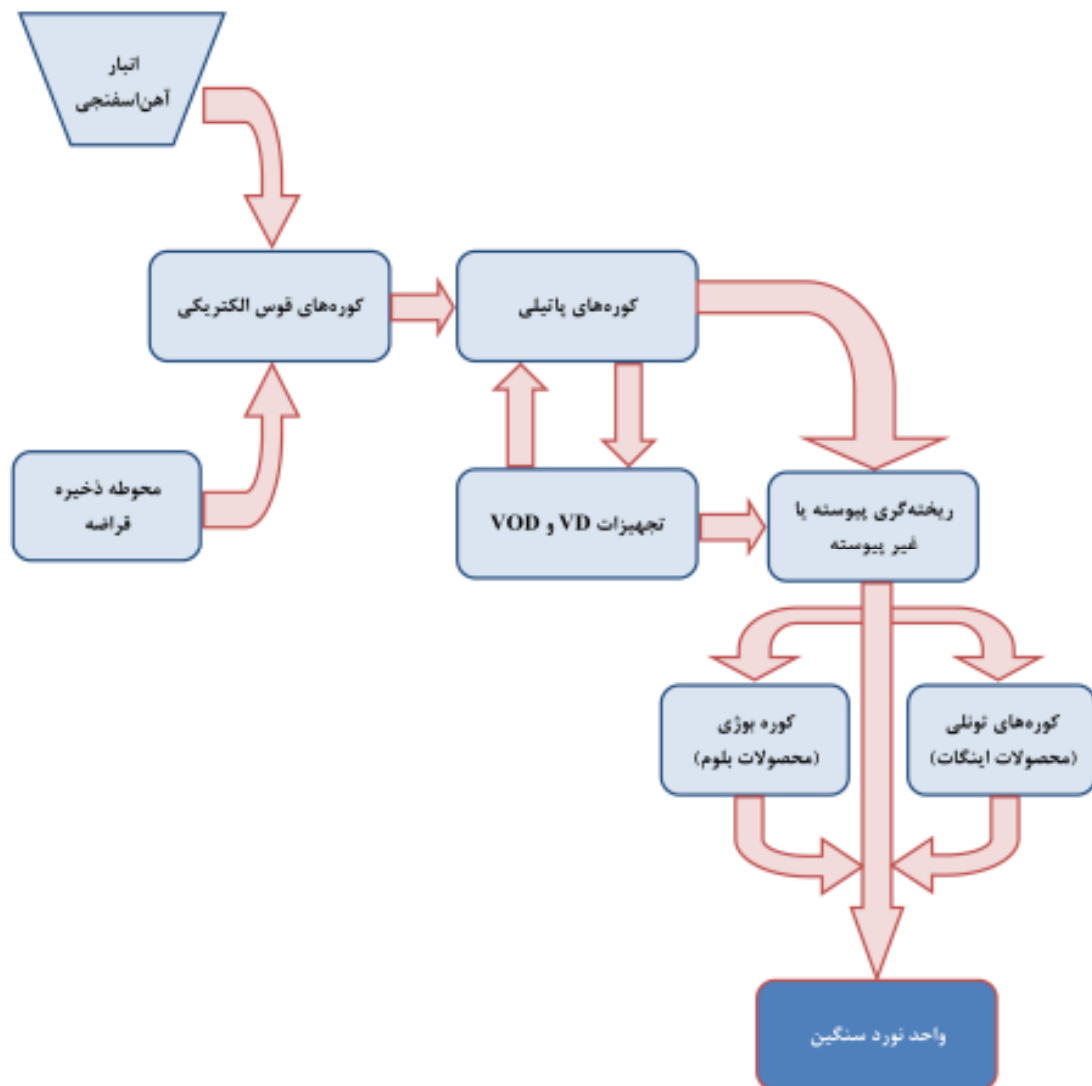 انبار
آهن‌اسفنجی
کوره‌های قوس الکتریکی
کوره‌های پاتیلی
محوطه ذخیره
قراضه
تجهیزات VD و VOD
ریخته‌گری پیوسته یا
غیر پیوسته
کوره بوژی
(محصولات بلوم)
کوره‌های تونلی
(محصولات اینگات)
واحد نورد سنگین